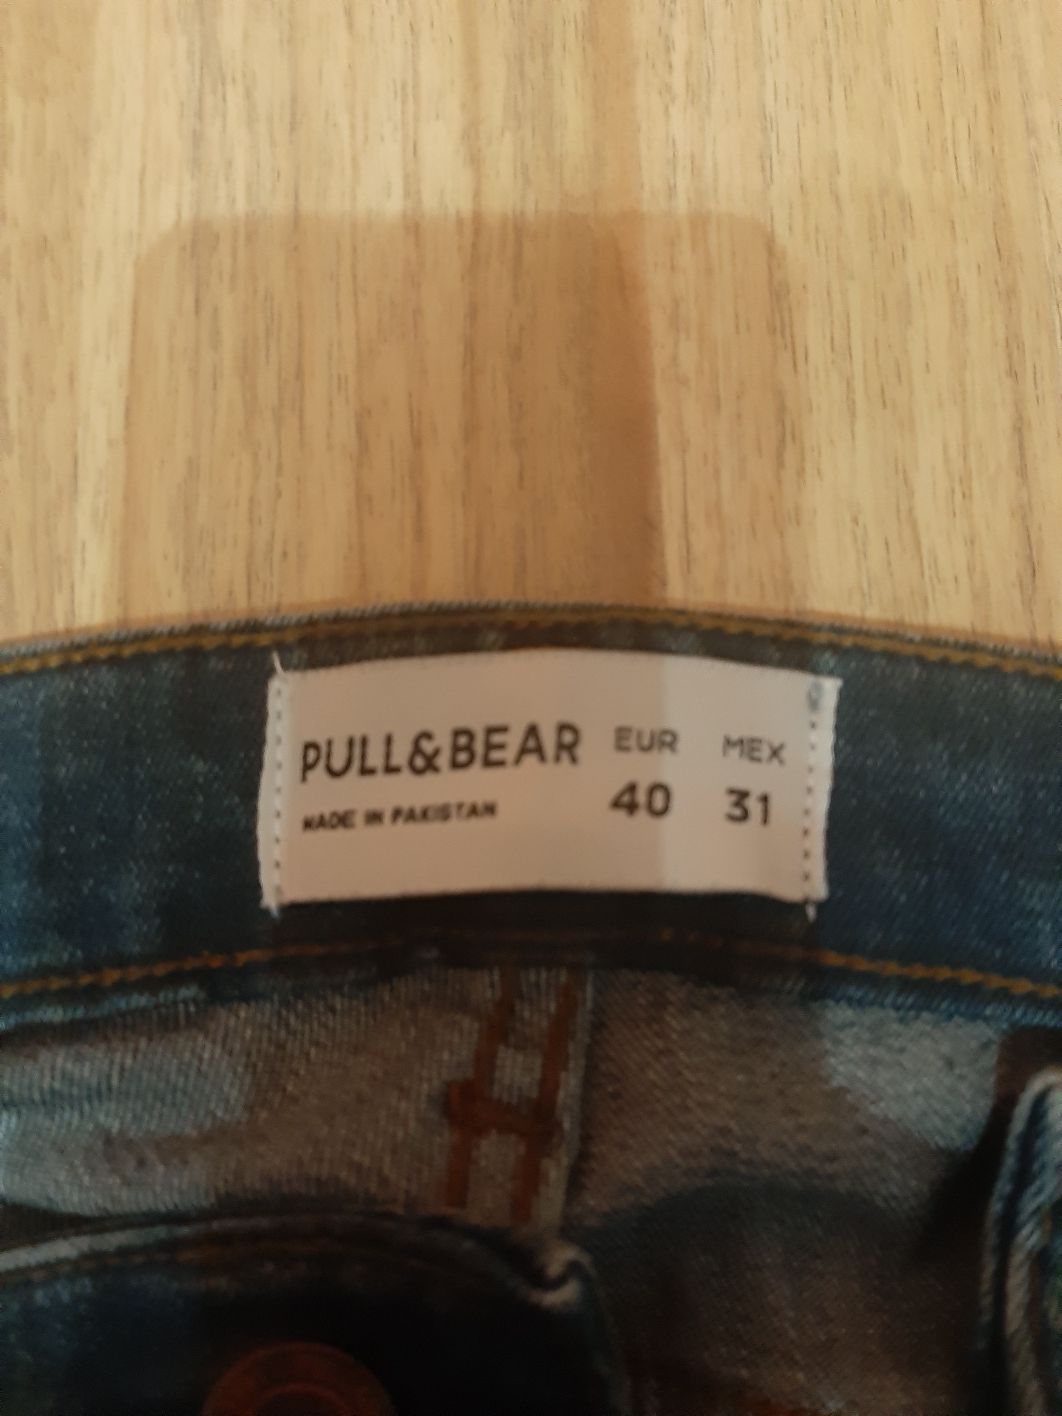 PULL&BEAR
MADE IN PAKISTAN
EUR MEX
40 31